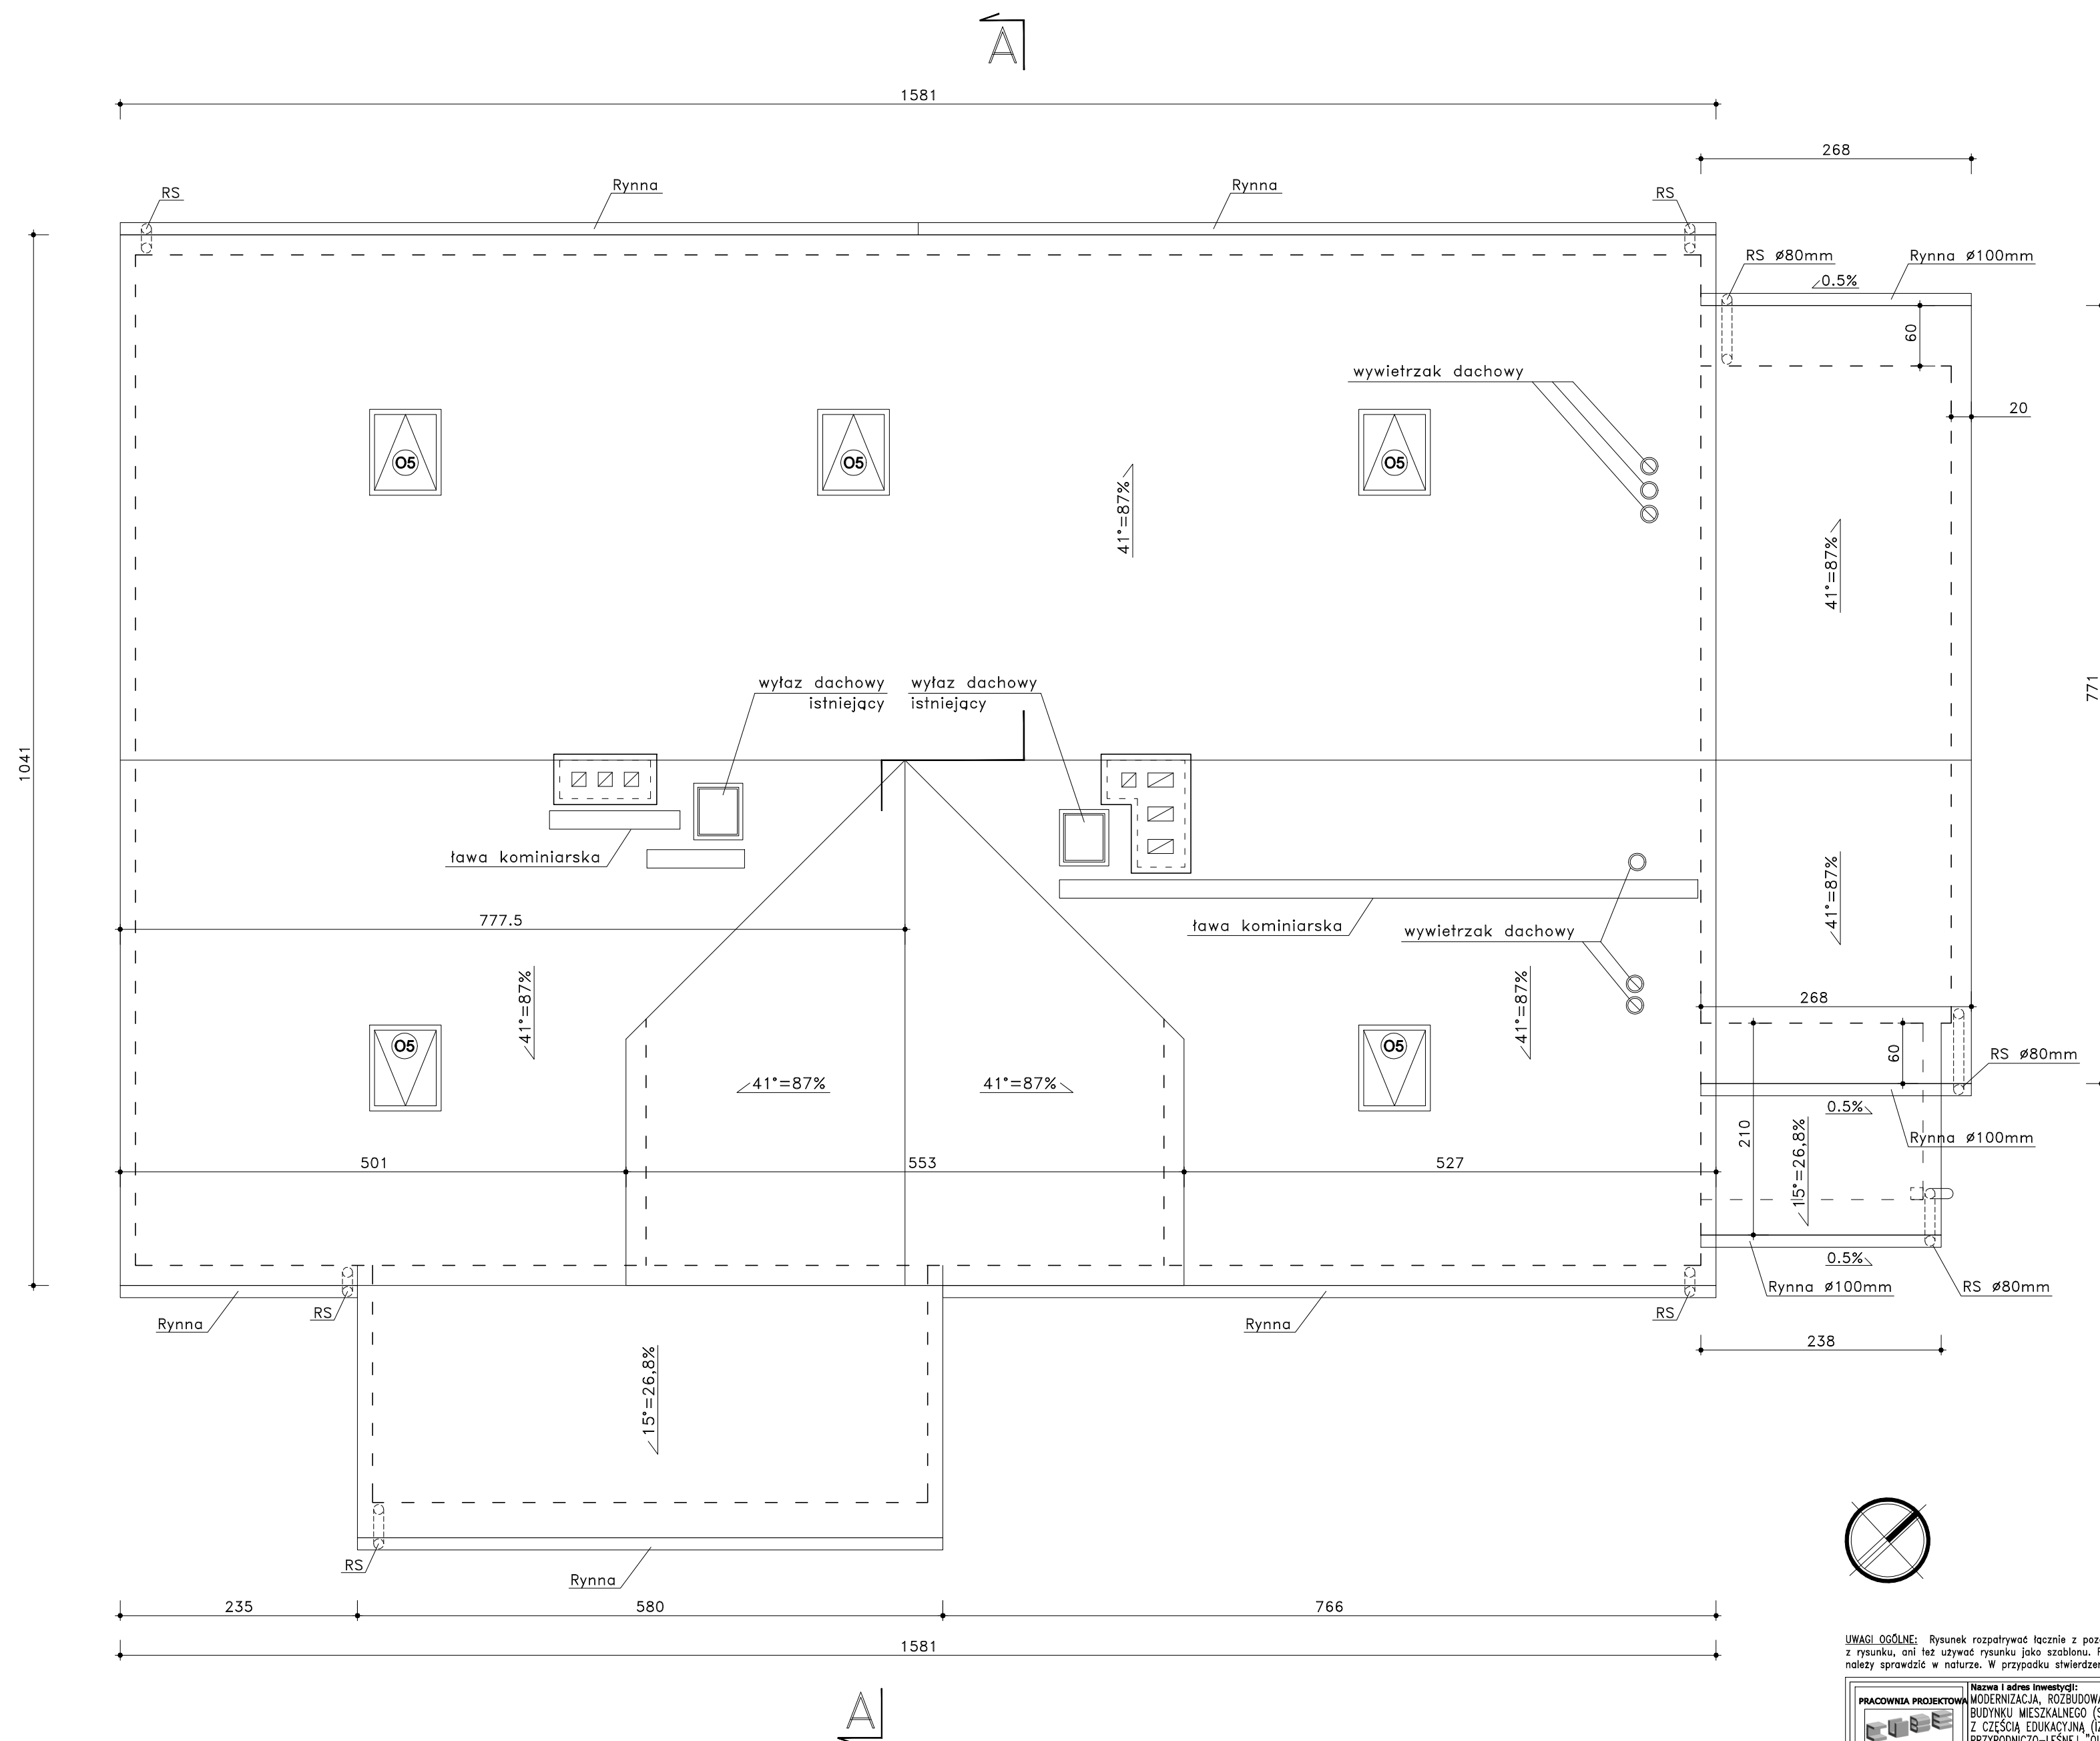 A
1581
268
RS
Rynna
Rynna
RS
RS ø80mm
Rynna ø100mm
0.5%
60
wywietrzak dachowy
20
O5
O5
O5
41°=87%
41°=87%
771
wyłaz dachowy
istniejący
wyłaz dachowy
istniejący
1041
ława kominiarska
777.5
ława kominiarska
wywietrzak dachowy
41°=87%
41°=87%
41°=87%
268
O5
O5
60
RS ø80mm
41°=87%
41°=87%
0.5%
210
Rynna ø100mm
15°=26,8%
501
553
527
0.5%
Rynna ø100mm
RS ø80mm
RS
Rynna
Rynna
RS
238
15°=26,8%
RS
Rynna
235
580
766
1581
A
UWAGI OGÓLNE: Rysunek rozpatrywać łącznie z
z rysunku, ani też używać rysunku jako szablonu.
należy sprawdzić w naturze. W przypadku
Nazwa i adres inwestycji:
PRACOWNIA PROJEKTOWA
MODERNIZACJA,
BUDYNKU MIESZKALNEGO
Z CZĘŚCIĄ EDUKACYJNĄ
CUBE